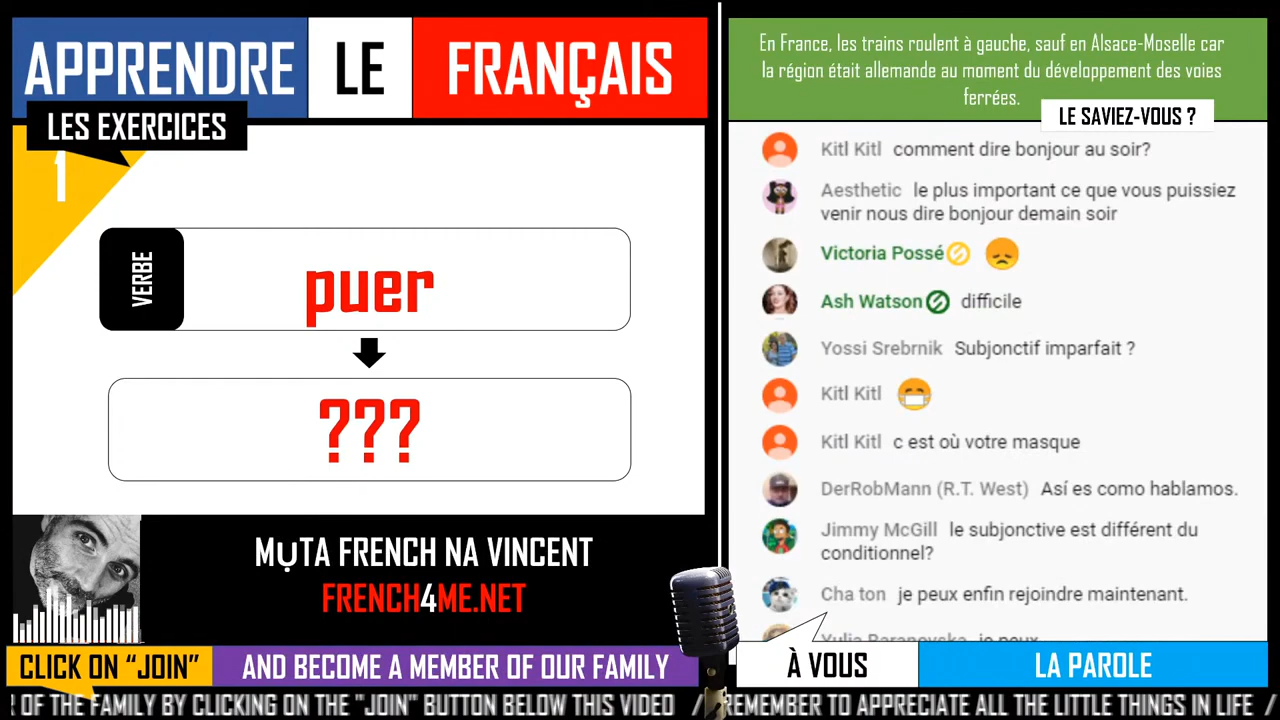 APPRENDRE LE FRANÇAIS
LES EXERCICES
1
VERBE
puer
???
MụTA FRENCH NA VINCENT
FRENCH4ME.NET
CLICK ON “JOIN” AND BECOME A MEMBER OF OUR FAMILY
En France, les trains roulent à gauche, sauf en Alsace-Moselle car
la région était allemande au moment du développement des voies
ferrées.
LE SAVIEZ-VOUS ?
Kitl Kitl comment dire bonjour au soir?
Aesthetic le plus important ce que vous puissiez
venir nous dire bonjour demain soir
Victoria Possé
Ash Watson difficile
Yossi Srebrnik Subjonctif imparfait ?
Kitl Kitl
Kitl Kitl c est où votre masque
DerRobMann (R.T. West) Así es como hablamos.
Jimmy McGill le subjonctive est différent du
conditionnel?
Cha ton je peux enfin rejoindre maintenant.
Yulia Baranovska je peux
À VOUS LA PAROLE
OF THE FAMILY BY CLICKING ON THE "JOIN" BUTTON BELOW THIS VIDEO // REMEMBER TO APPRECIATE ALL THE LITTLE THINGS IN LIFE /